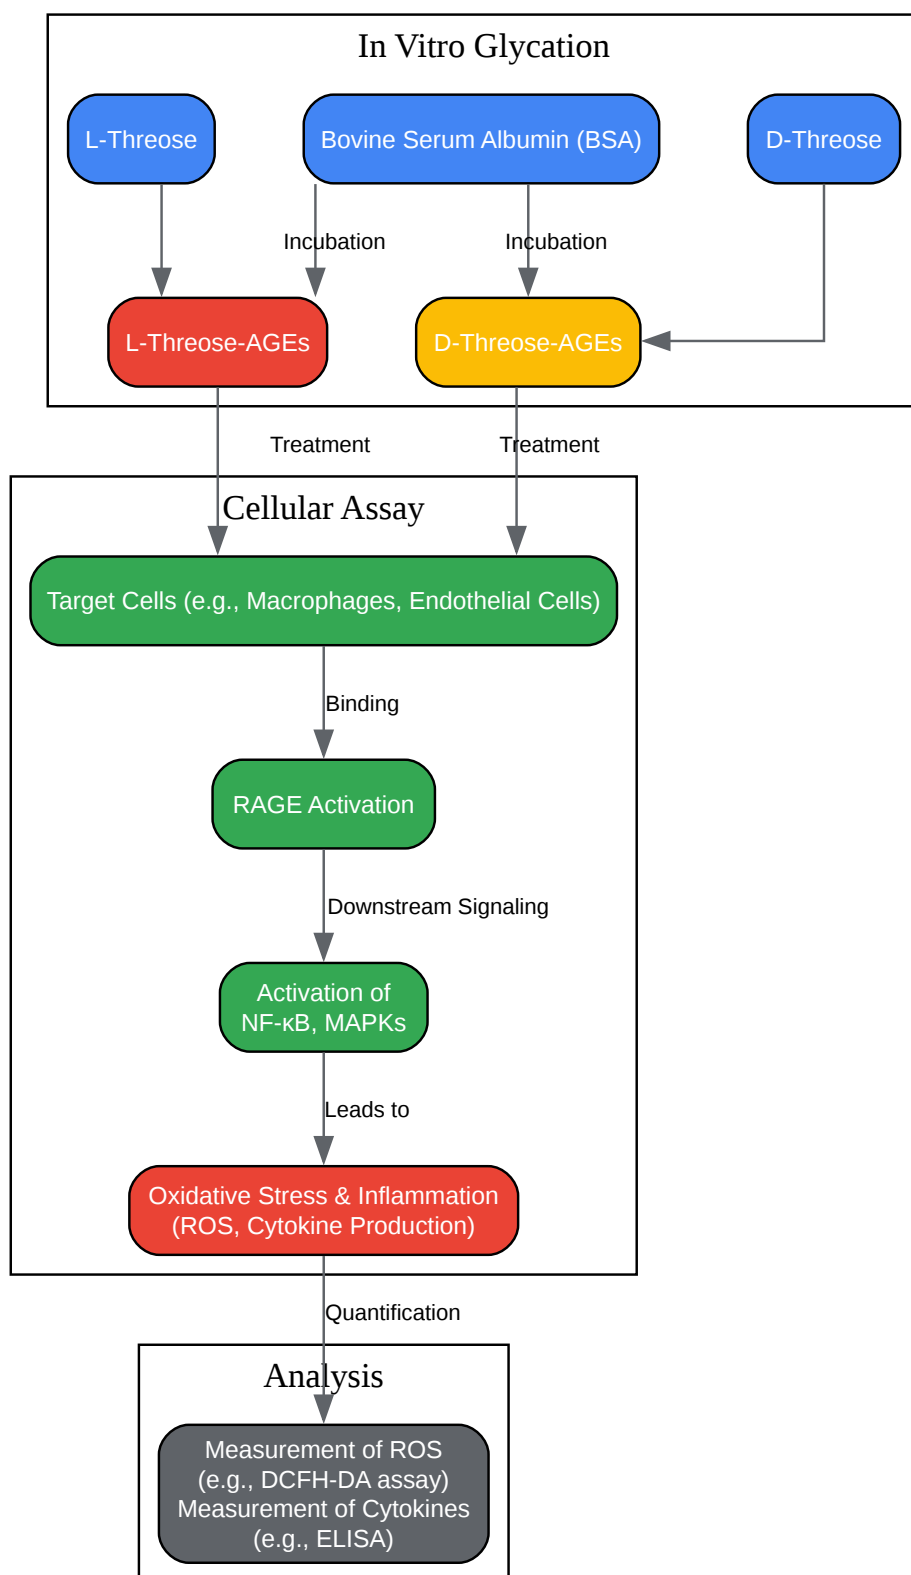 In Vitro Glycation
L-Threose
Bovine Serum Albumin (BSA)
D-Threose
Incubation
Incubation
L-Threose-AGEs
D-Threose-AGEs
Treatment
Treatment
Cellular Assay
Target Cells (e.g., Macrophages, Endothelial Cells)
Binding
RAGE Activation
Downstream Signaling
Activation of
NF-κB, MAPKs
Leads to
Oxidative Stress & Inflammation
(ROS, Cytokine Production)
Quantification
Analysis
Measurement of ROS
(e.g., DCFH-DA assay)
Measurement of Cytokines
(e.g., ELISA)